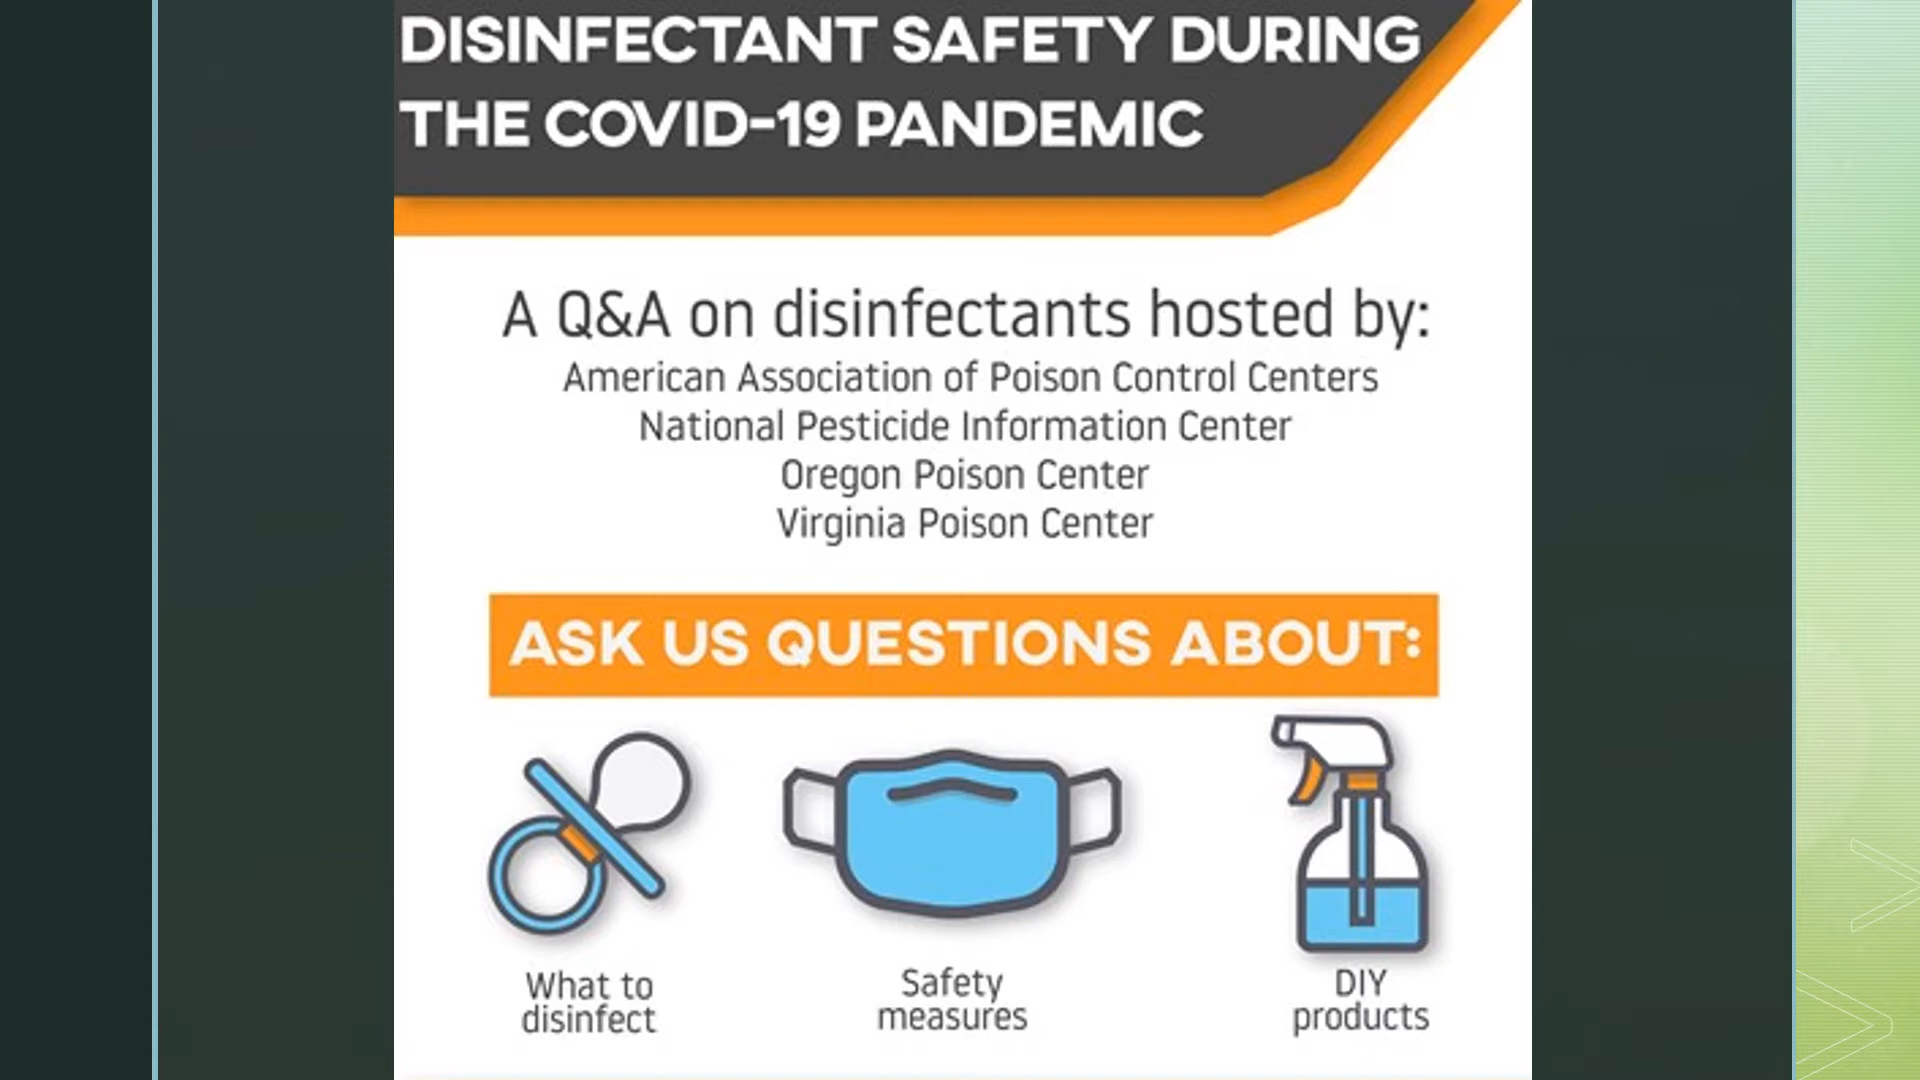 DISINFECTANT SAFETY DURING
THE COVID-19 PANDEMIC
A Q&A on disinfectants hosted by:
American Association of Poison Control Centers
National Pesticide Information Center
Oregon Poison Center
Virginia Poison Center
ASK US QUESTIONS ABOUT:
What to
disinfect
Safety
measures
DIY
products